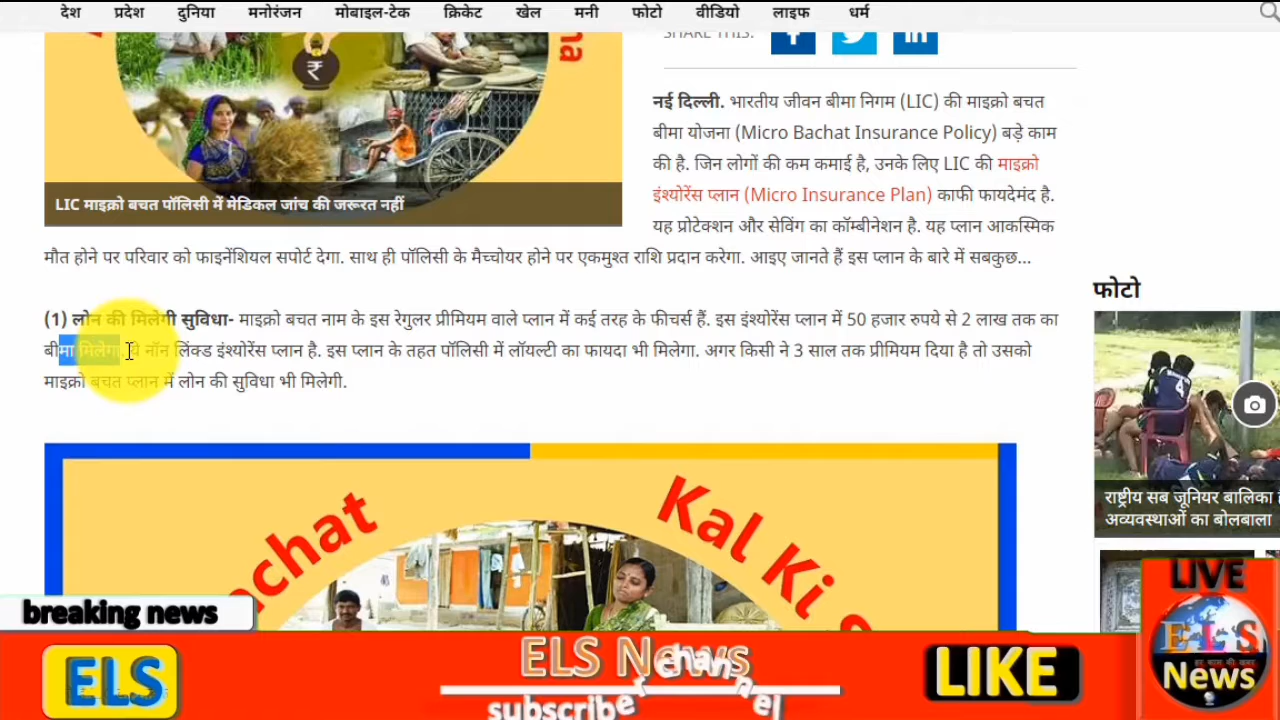 देश प्रदेश दुनिया मनोरंजन मोबाइल-टेक क्रिकेट खेल मनी फोटो वीडियो लाइफ धर्म
SHARE THIS:
LIC माइक्रो बचत पॉलिसी में मेडिकल जांच की जरूरत नहीं
नई दिल्ली. भारतीय जीवन बीमा निगम (LIC) की माइक्रो बचत
बीमा योजना (Micro Bachat Insurance Policy) बड़े काम
की है. जिन लोगों की कम कमाई है, उनके लिए LIC की माइक्रो
इंश्योरेंस प्लान (Micro Insurance Plan) काफी फायदेमंद है.
यह प्रोटेक्शन और सेविंग का कॉम्बीनेशन है. यह प्लान आकस्मिक
मौत होने पर परिवार को फाइनेंशियल सपोर्ट देगा. साथ ही पॉलिसी के मैच्चोयर होने पर एकमुश्त राशि प्रदान करेगा. आइए जानते हैं इस प्लान के बारे में सबकुछ...
(1) लोन की मिलेगी सुविधा- माइक्रो बचत नाम के इस रेगुलर प्रीमियम वाले प्लान में कई तरह के फीचर्स हैं. इस इंश्योरेंस प्लान में 50 हजार रुपये से 2 लाख तक का
बीमा मिलेगा. ये नॉन लिंक्ड इंश्योरेंस प्लान है. इस प्लान के तहत पॉलिसी में लॉयल्टी का फायदा भी मिलेगा. अगर किसी ने 3 साल तक प्रीमियम दिया है तो उसको
माइक्रो बचत प्लान में लोन की सुविधा भी मिलेगी.
फोटो
राष्ट्रीय सब जूनियर बालिका
अव्यवस्थाओं का बोलबाला
achat Kal Ki
breaking news
LIVE
ELS
News
ELS
ELS News
channel
subscribe
LIKE